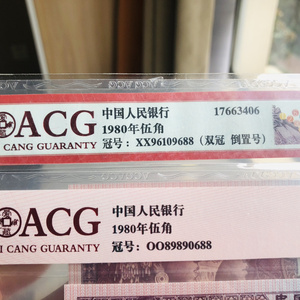 ACG
CANG GUARANTY
中国人民银行
17663406
1980年伍角
冠号：XX96109688（双冠 倒置号）
ACG
I CANG GUARANTY
中国人民银行
1980年伍角
冠号：OO89890688